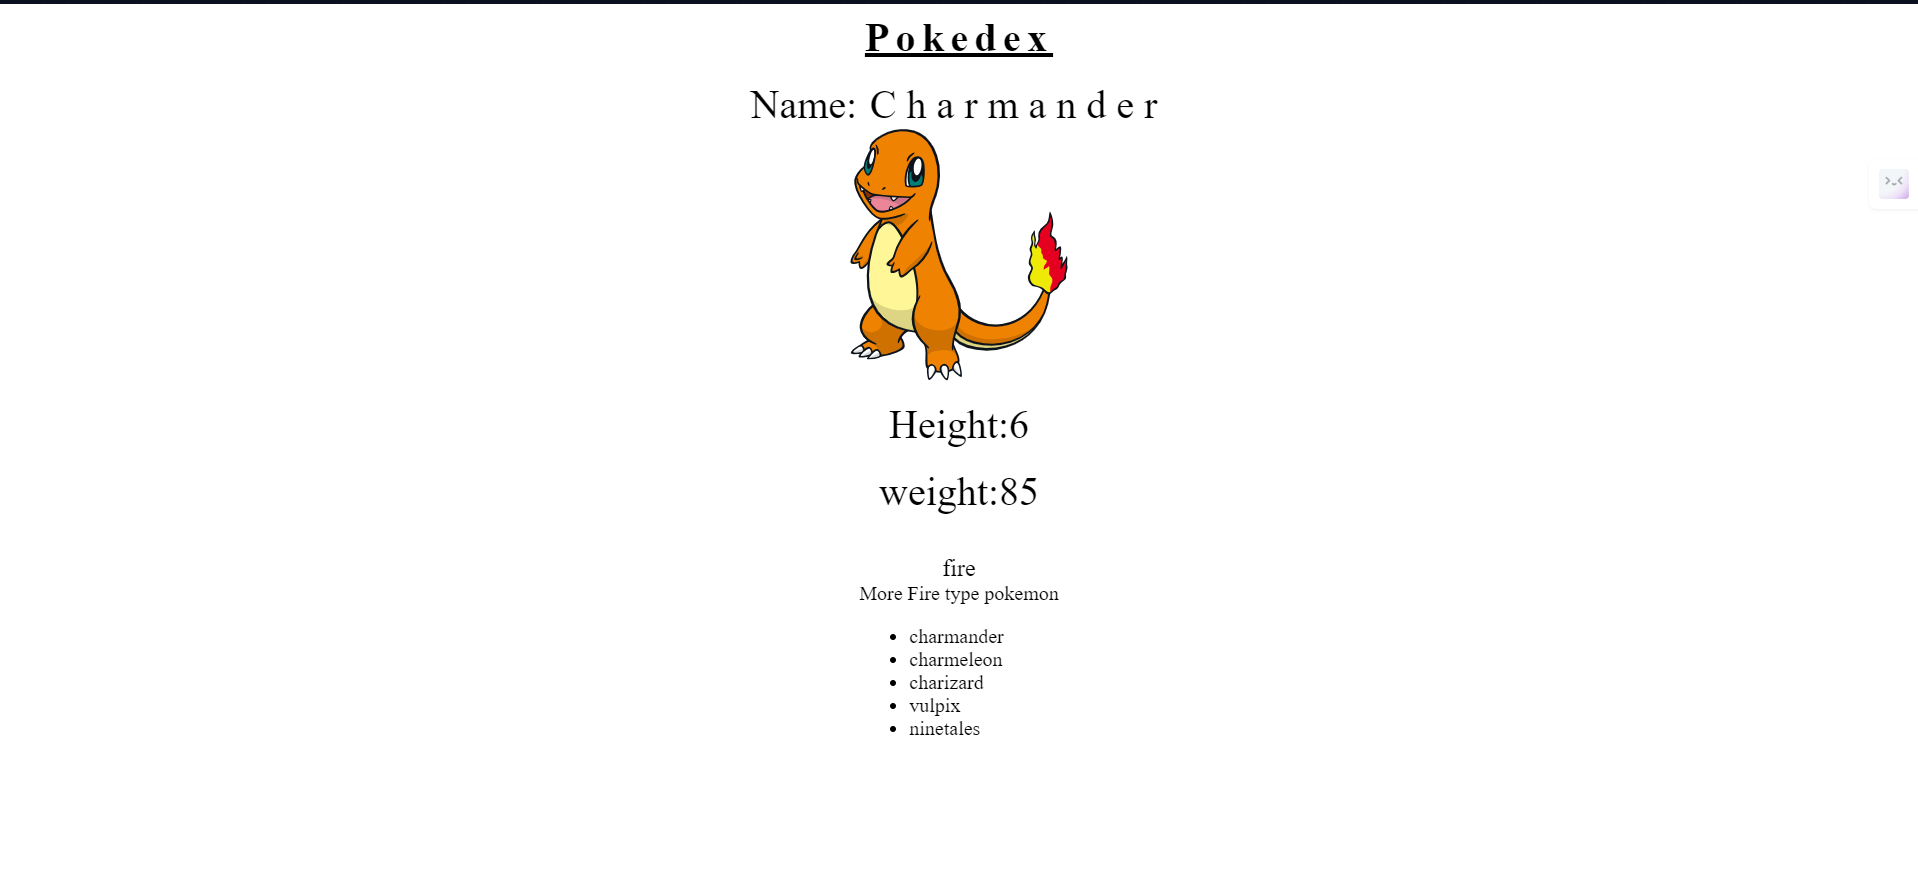 Pokedex
Name: Charmander
Height:6
weight:85
fire
More Fire type pokemon
charmander
charmeleon
charizard
vulpix
ninetales